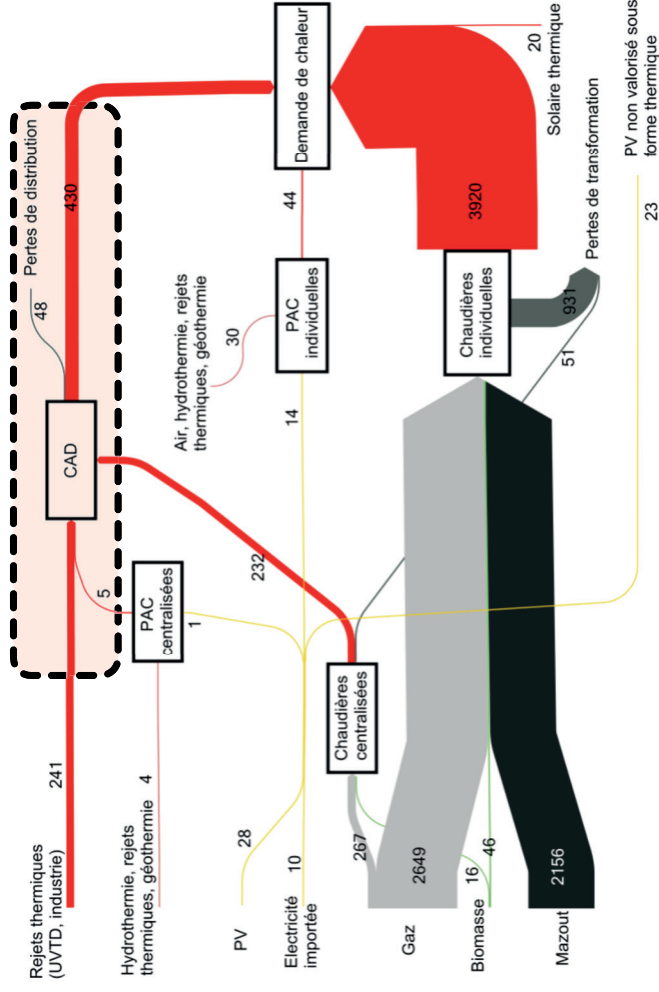 Rejets thermiques
(UVTD, industrie)
241
Hydrothermie, rejets
thermiques, géothermie
4
PV
28
Electricité
importée
10
Gaz
267
2649
Biomasse
16
46
Mazout
2156
PAC
centralisées
5
1
Chaudières
centralisées
232
CAD
48
Pertes de distribution
430
Air, hydrothermie, rejets
thermiques, géothermie
30
14
PAC
individuelles
44
Chaudières
individuelles
931
51
Pertes de transformation
3920
Demande de chaleur
20
Solaire thermique
PV non valorisé sous
forme thermique
23